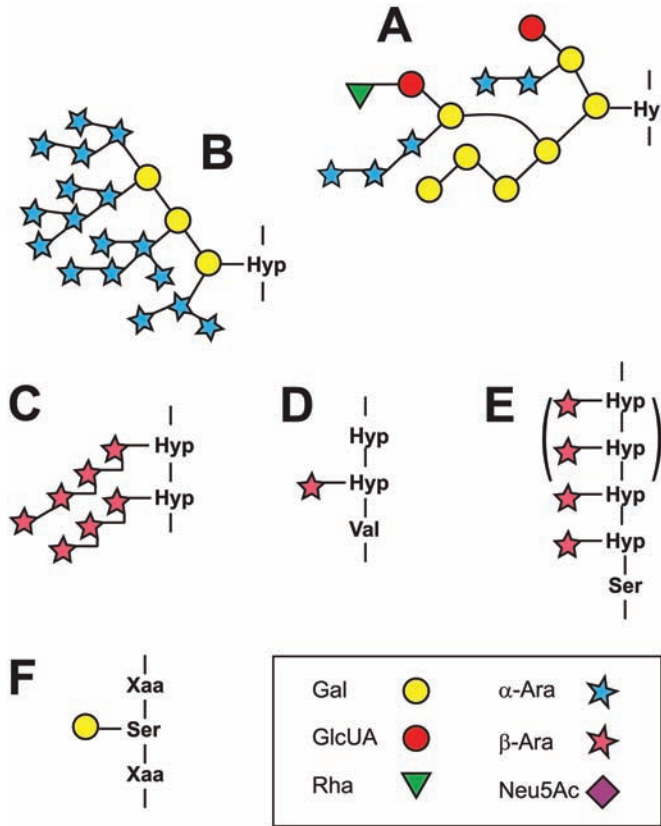 A
Hy
B
Hyp
C
Hyp
Hyp
D
Hyp
Hyp
Val
E
Hyp
Hyp
Hyp
Hyp
Ser
F
Xaa
Ser
Xaa
Gal
α-Ara
GlcUA
β-Ara
Rha
Neu5Ac